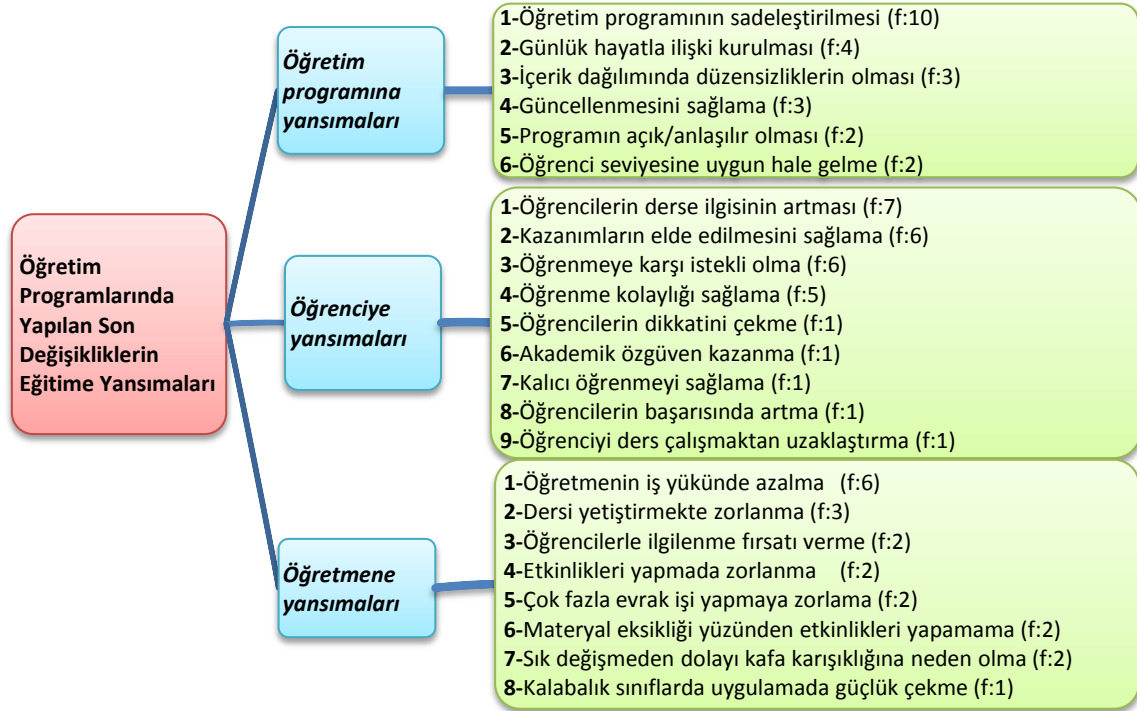 Öğretim
Programlarında
Yapılan Son
Değişikliklerin
Eğitime Yansımaları
Öğretim
programına
yansımaları
1-Öğretim programının sadeleştirilmesi (f:10)
2-Günlük hayatla ilişki kurulması (f:4)
3-İçerik dağılımında düzensizliklerin olması (f:3)
4-Güncellenmesini sağlama (f:3)
5-Programın açık/anlaşılır olması (f:2)
6-Öğrenci seviyesine uygun hale gelme (f:2)
Öğrenciye
yansımaları
1-Öğrencilerin derse ilgisinin artması (f:7)
2-Kazanımların elde edilmesini sağlama (f:6)
3-Öğrenmeye karşı istekli olma (f:6)
4-Öğrenme kolaylığı sağlama (f:5)
5-Öğrencilerin dikkatini çekme (f:1)
6-Akademik özgüven kazanma (f:1)
7-Kalıcı öğrenmeyi sağlama (f:1)
8-Öğrencilerin başarısında artma (f:1)
9-Öğrenciyi ders çalışmaktan uzaklaştırma (f:1)
Öğretmene
yansımaları
1-Öğretmenin iş yükünde azalma (f:6)
2-Dersi yetiştirmekte zorlanma (f:3)
3-Öğrencilerle ilgilenme fırsatı verme (f:2)
4-Etkinlikleri yapmada zorlanma (f:2)
5-Çok fazla evrak işi yapmaya zorlama (f:2)
6-Materyal eksikliği yüzünden etkinlikleri yapamama (f:2)
7-Sık değişmeden dolayı kafa karışıklığına neden olma (f:2)
8-Kalabalık sınıflarda uygulamada güçlük çekme (f:1)